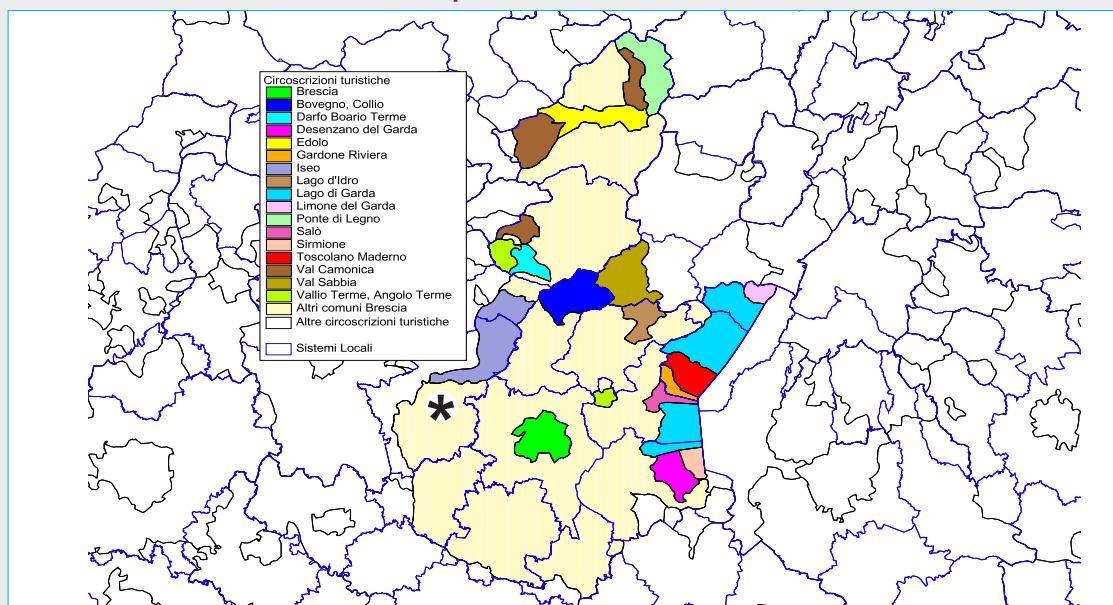 Circoscrizioni turistiche
Brescia
Bovegno, Collio
Darfo Boario Terme
Desenzano del Garda
Edolo
Gardone Riviera
Iseo
Lago d'Idro
Lago di Garda
Limone del Garda
Ponte di Legno
Salò
Sirmione
Toscolano Maderno
Val Camonica
Val Sabbia
Vallio Terme, Angolo Terme
Altri comuni Brescia
Altre circoscrizioni turistiche
Sistemi Locali
*